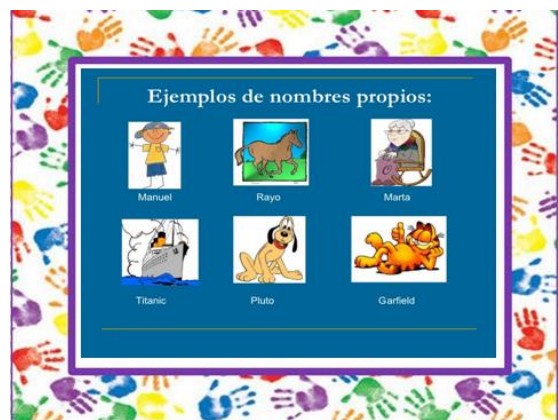 Ejemplos de nombres propios:
Manuel Rayo Marta
Titanic Pluto Garfield